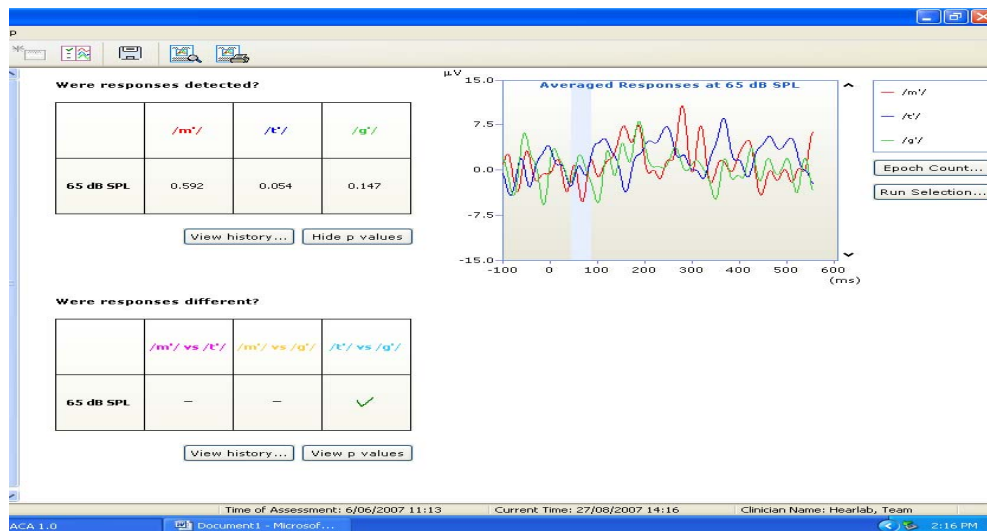 P
Were responses detected?
/m'/ /t'/ /g'/
65 dB SPL 0.592 0.054 0.147
View history... Hide p values
µV
Averaged Responses at 65 dB SPL
15.0
7.5
0.0
-7.5
-15.0
-100 0 100 200 300 400 500 600
(ms)
/m'/
/t'/
/g'/
Epoch Count...
Run Selection...
Were responses different?
/m'/ vs /t'/ /m'/ vs /g'/ /t'/ vs /g'/
65 dB SPL – – ✓
View history... View p values
Time of Assessment: 6/06/2007 11:13 Current Time: 27/08/2007 14:16 Clinician Name: Hearlab, Team
ACA 1.0 Document1 - Microsof... 2:16 PM